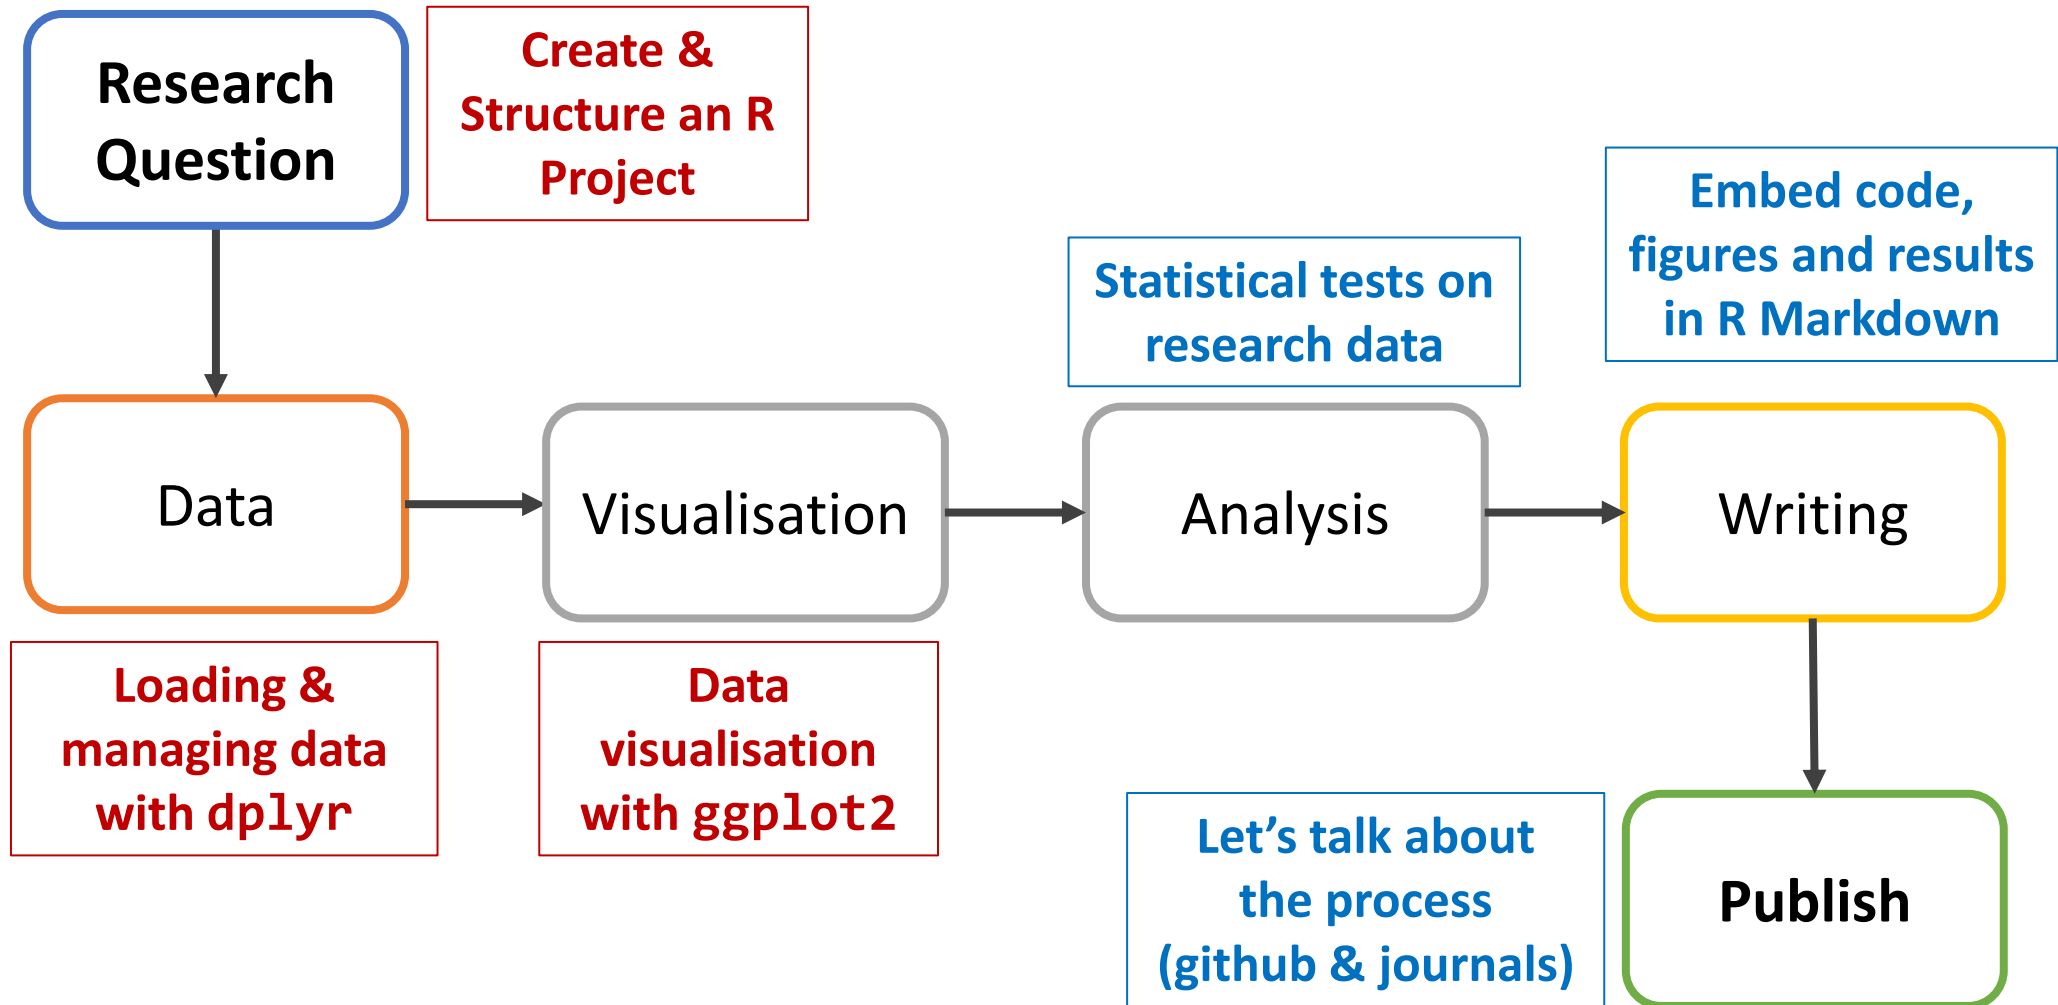 Research
Question
Create &
Structure an R
Project
Embed code,
figures and results
in R Markdown
Statistical tests on
research data
Data
Visualisation
Analysis
Writing
Loading &
managing data
with dplyr
Data
visualisation
with ggplot2
Let’s talk about
the process
(github & journals)
Publish